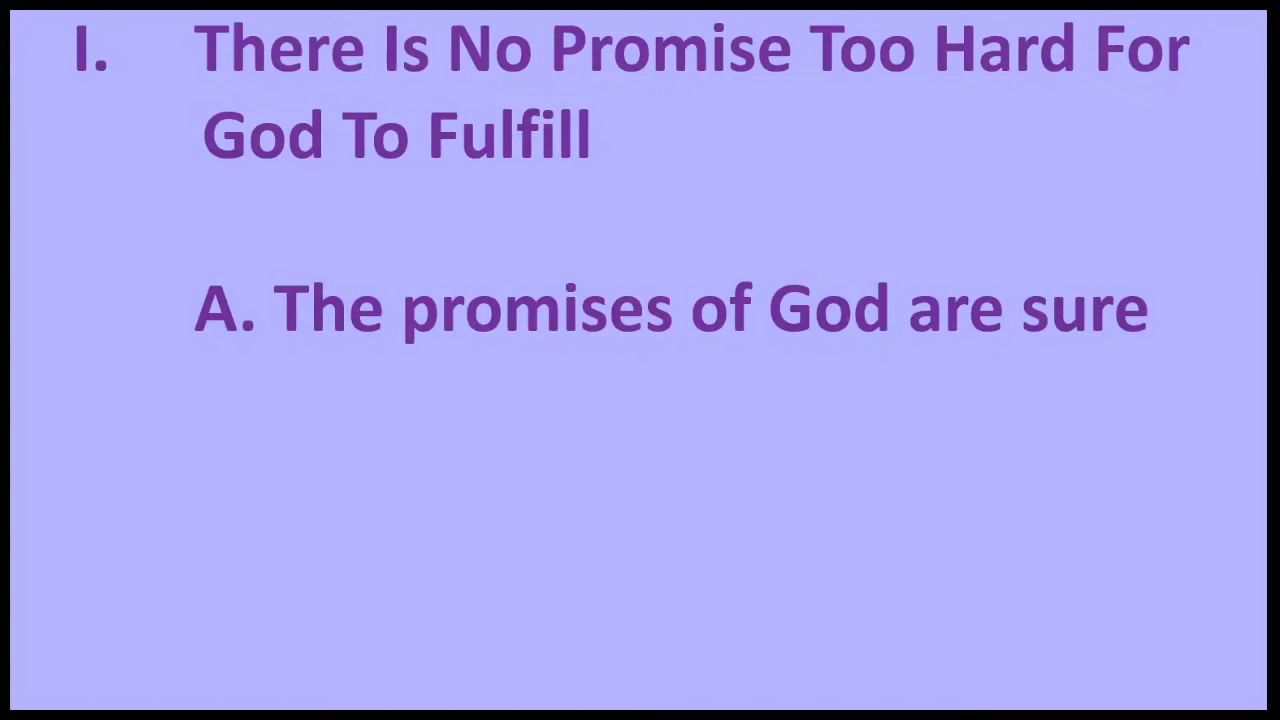 I. There Is No Promise Too Hard For
God To Fulfill
A. The promises of God are sure